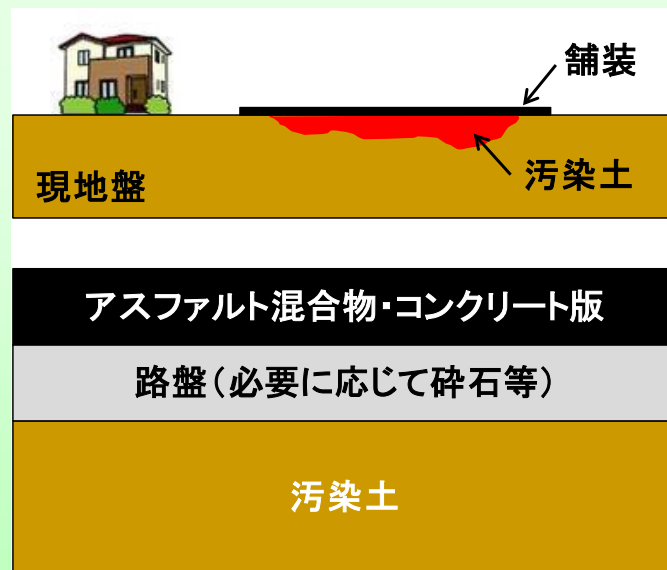 舗装
汚染土
現地盤
アスファルト混合物・コンクリート版
路盤（必要に応じて砕石等）
汚染土